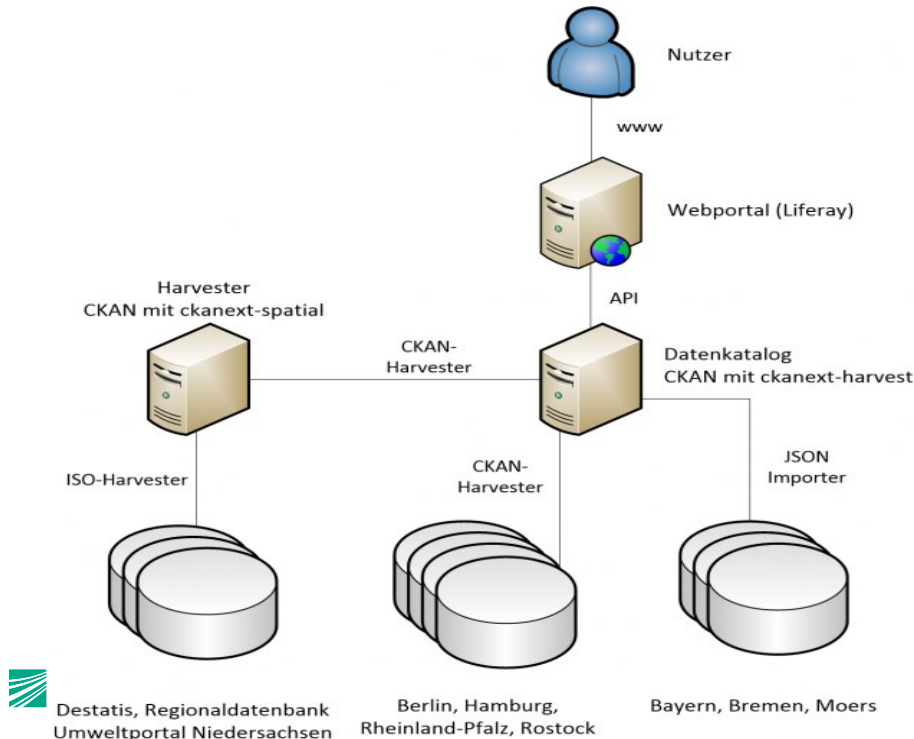 Nutzer
www
Webportal (Liferay)
API
Harvester
CKAN mit ckanext-spatial
CKAN-
Harvester
Datenkatalog
CKAN mit ckanext-harvest
ISO-Harvester
CKAN-
Harvester
JSON
Importer
Destatis, Regionaldatenbank
Umweltportal Niedersachsen
Berlin, Hamburg,
Rheinland-Pfalz, Rostock
Bayern, Bremen, Moers